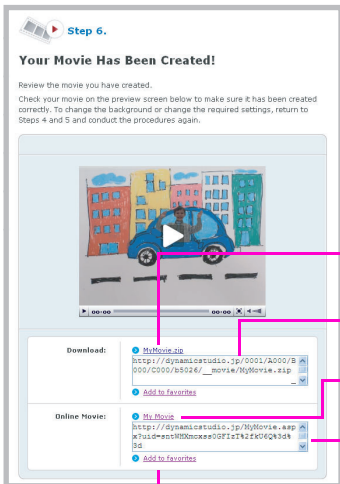 Step 6.
Your Movie Has Been Created!
Review the movie you have created.
Check your movie on the preview screen below to make sure it has been created
correctly. To change the background or change the required settings, return to
Steps 4 and 5 and conduct the procedures again.
00:00 00:00
Download: MyMovie.zip
http://dynamicstudio.jp/0001/A000/B
000/C000/b5026/__movie/MyMovie.zip
Add to favorites
Online Movie: My Movie
http://dynamicstudio.jp/MyMovie.asp
x?uid=sntWMXmoxss0GFIzT%2fkU6Q%3d%
3d
Add to favorites